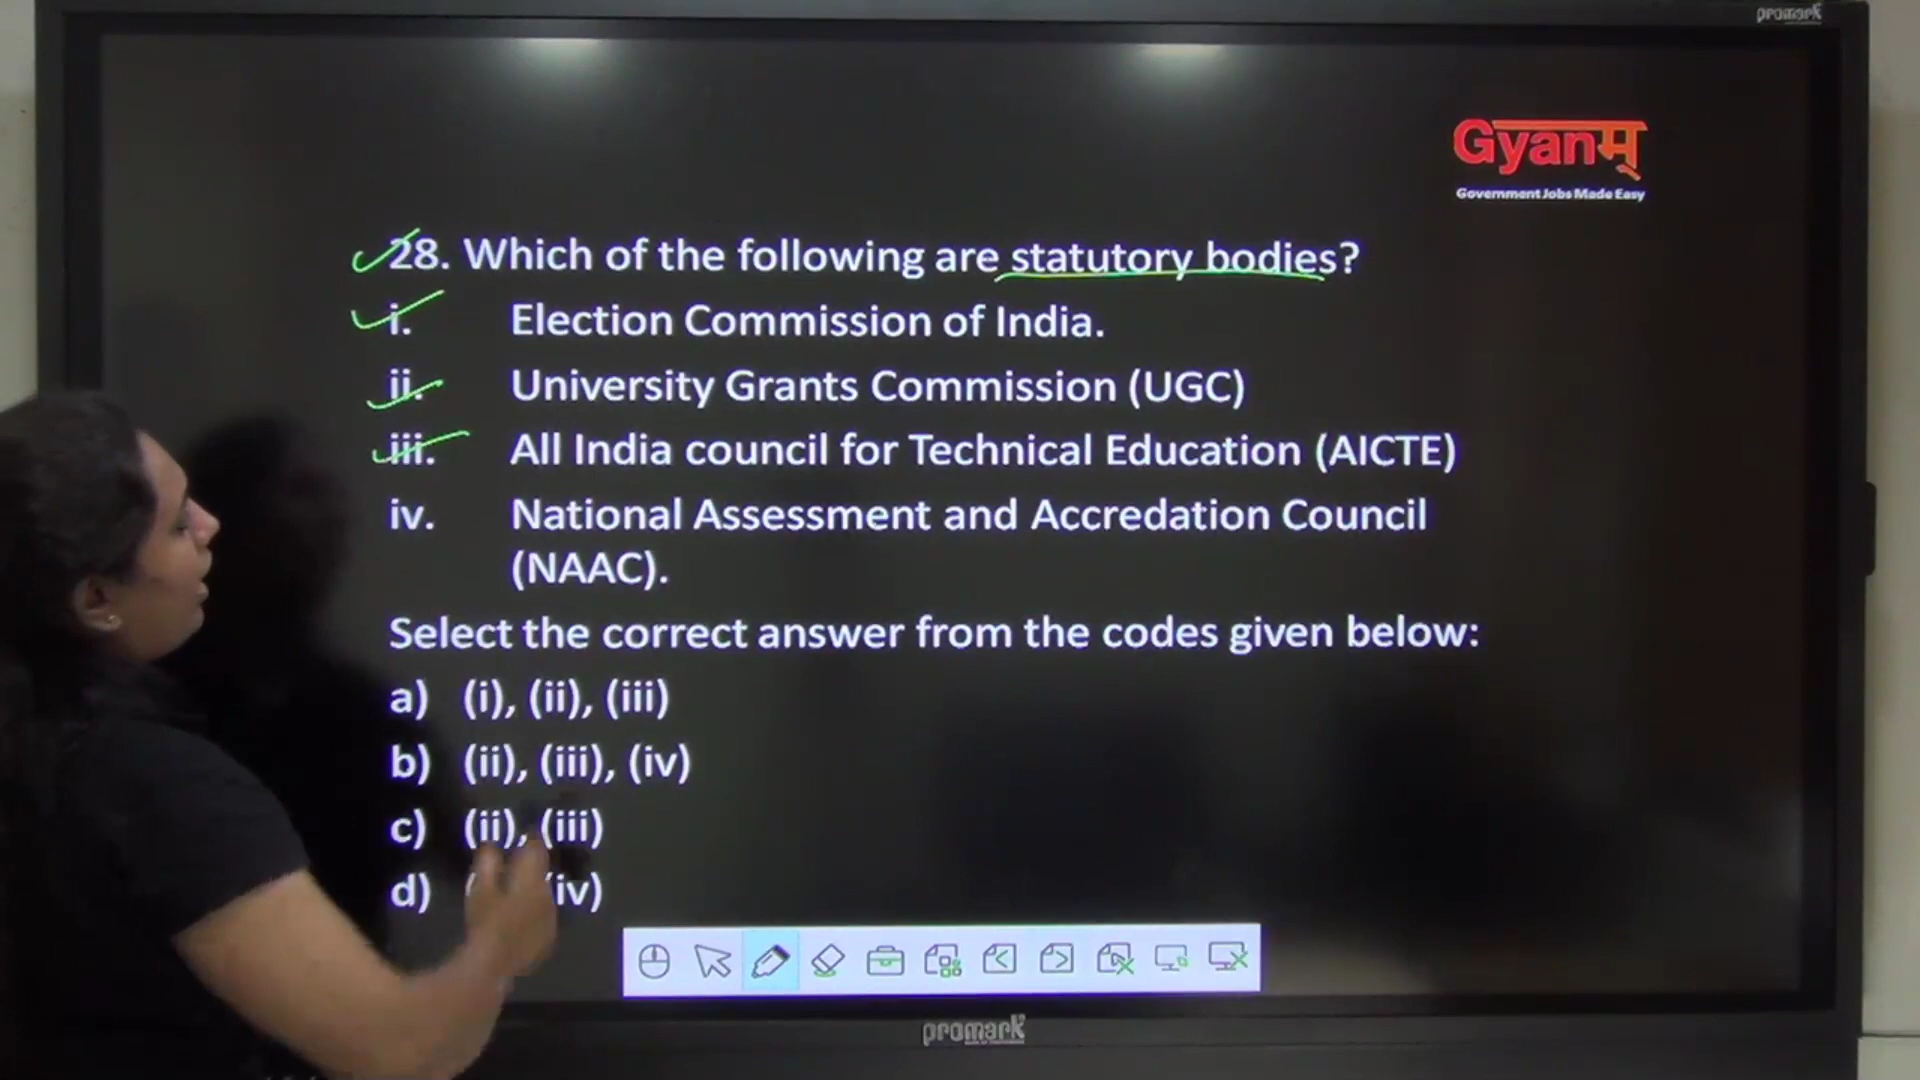 promark
Gyanम्
Government Jobs Made Easy
28. Which of the following are statutory bodies?
i. Election Commission of India.
ii. University Grants Commission (UGC)
iii. All India council for Technical Education (AICTE)
iv. National Assessment and Accredation Council
(NAAC).
Select the correct answer from the codes given below:
a) (i), (ii), (iii)
b) (ii), (iii), (iv)
c) (ii), (iii)
d) (iv)
promark